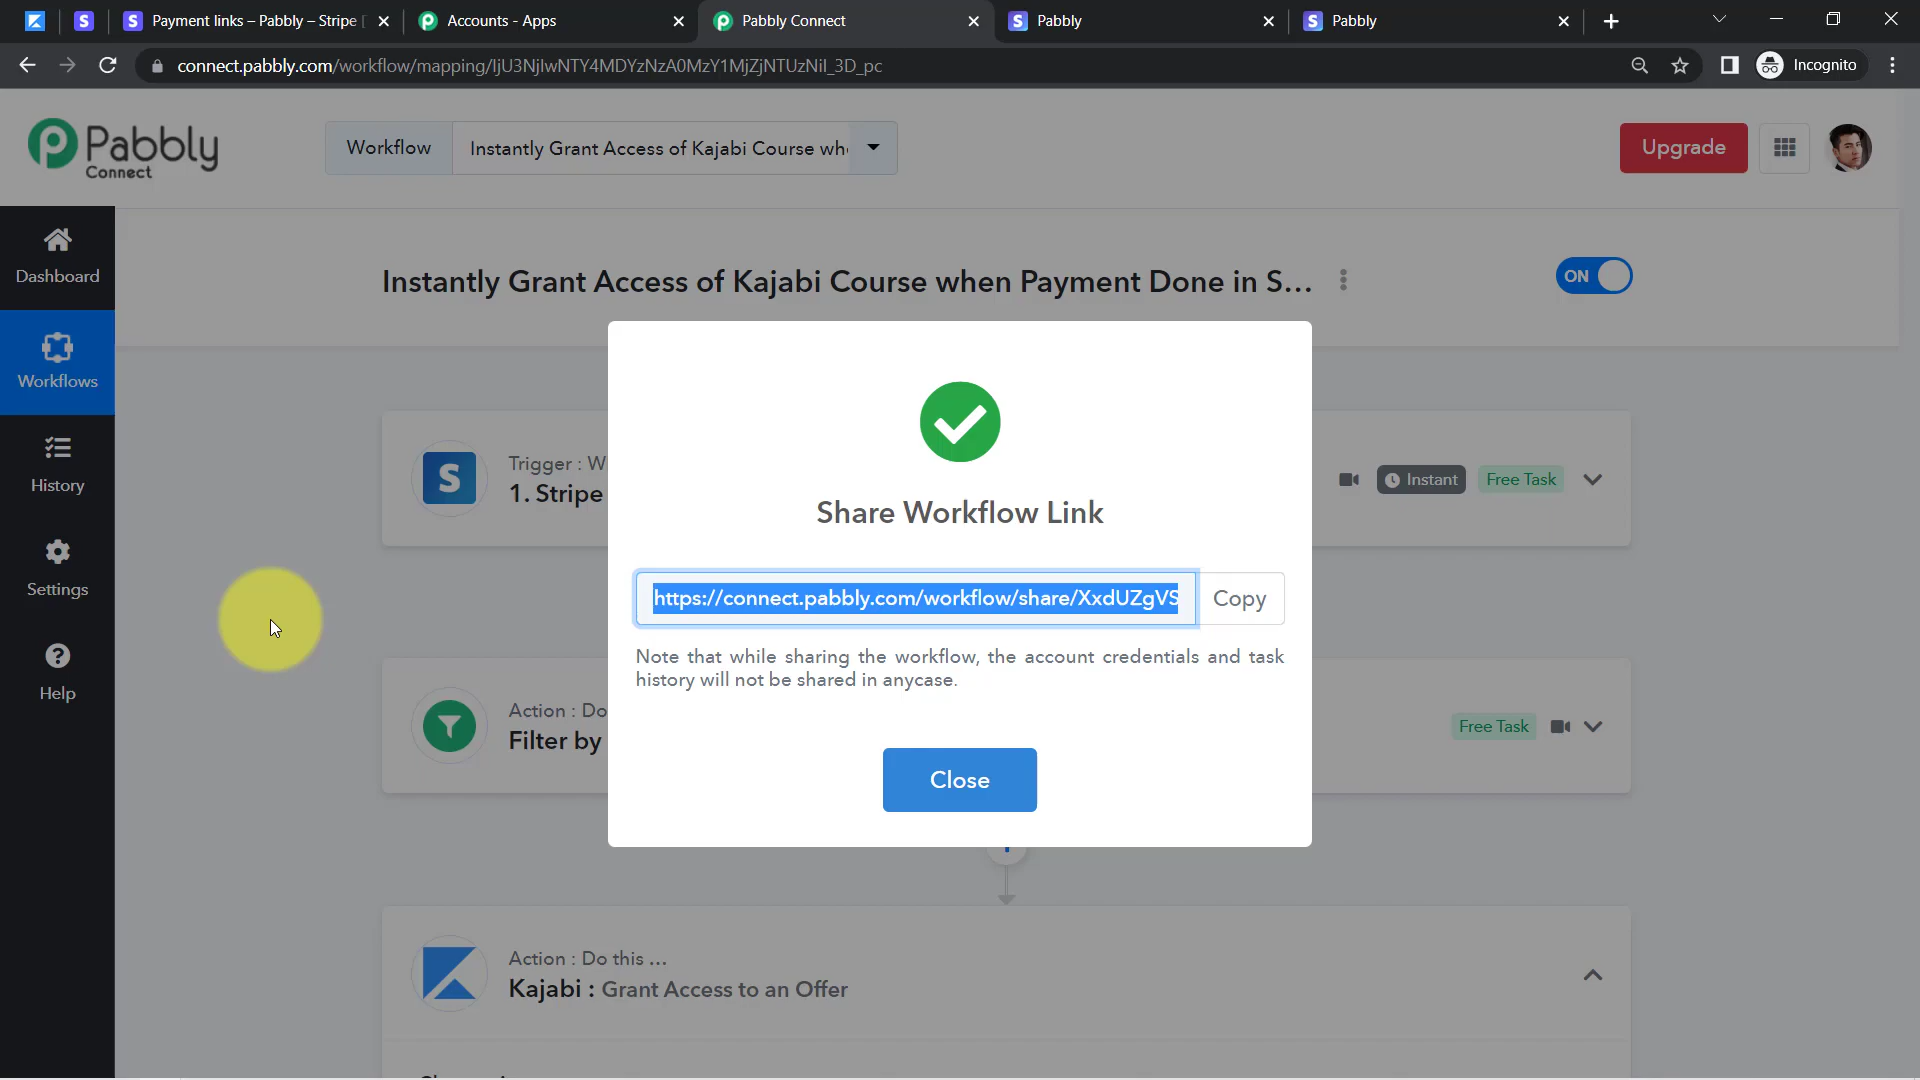 Payment links – Pabbly – Stripe [
Accounts - Apps
Pabbly Connect
Pabbly
Pabbly
connect.pabbly.com/workflow/mapping/IjU3NjIwNTY4MDYzNzA0MzY1MjZjNTUzNiI_3D_pc
Incognito
Pabbly
Connect
Workflow
Instantly Grant Access of Kajabi Course wh
Upgrade
Dashboard
Workflows
History
Settings
Help
Instantly Grant Access of Kajabi Course when Payment Done in S...
ON
Trigger : W
1. Stripe
Instant
Free Task
Share Workflow Link
https://connect.pabbly.com/workflow/share/XxdUZgVS
Copy
Note that while sharing the workflow, the account credentials and task
history will not be shared in anycase.
Action : Do
Filter by
Free Task
Close
Action : Do this ...
Kajabi : Grant Access to an Offer